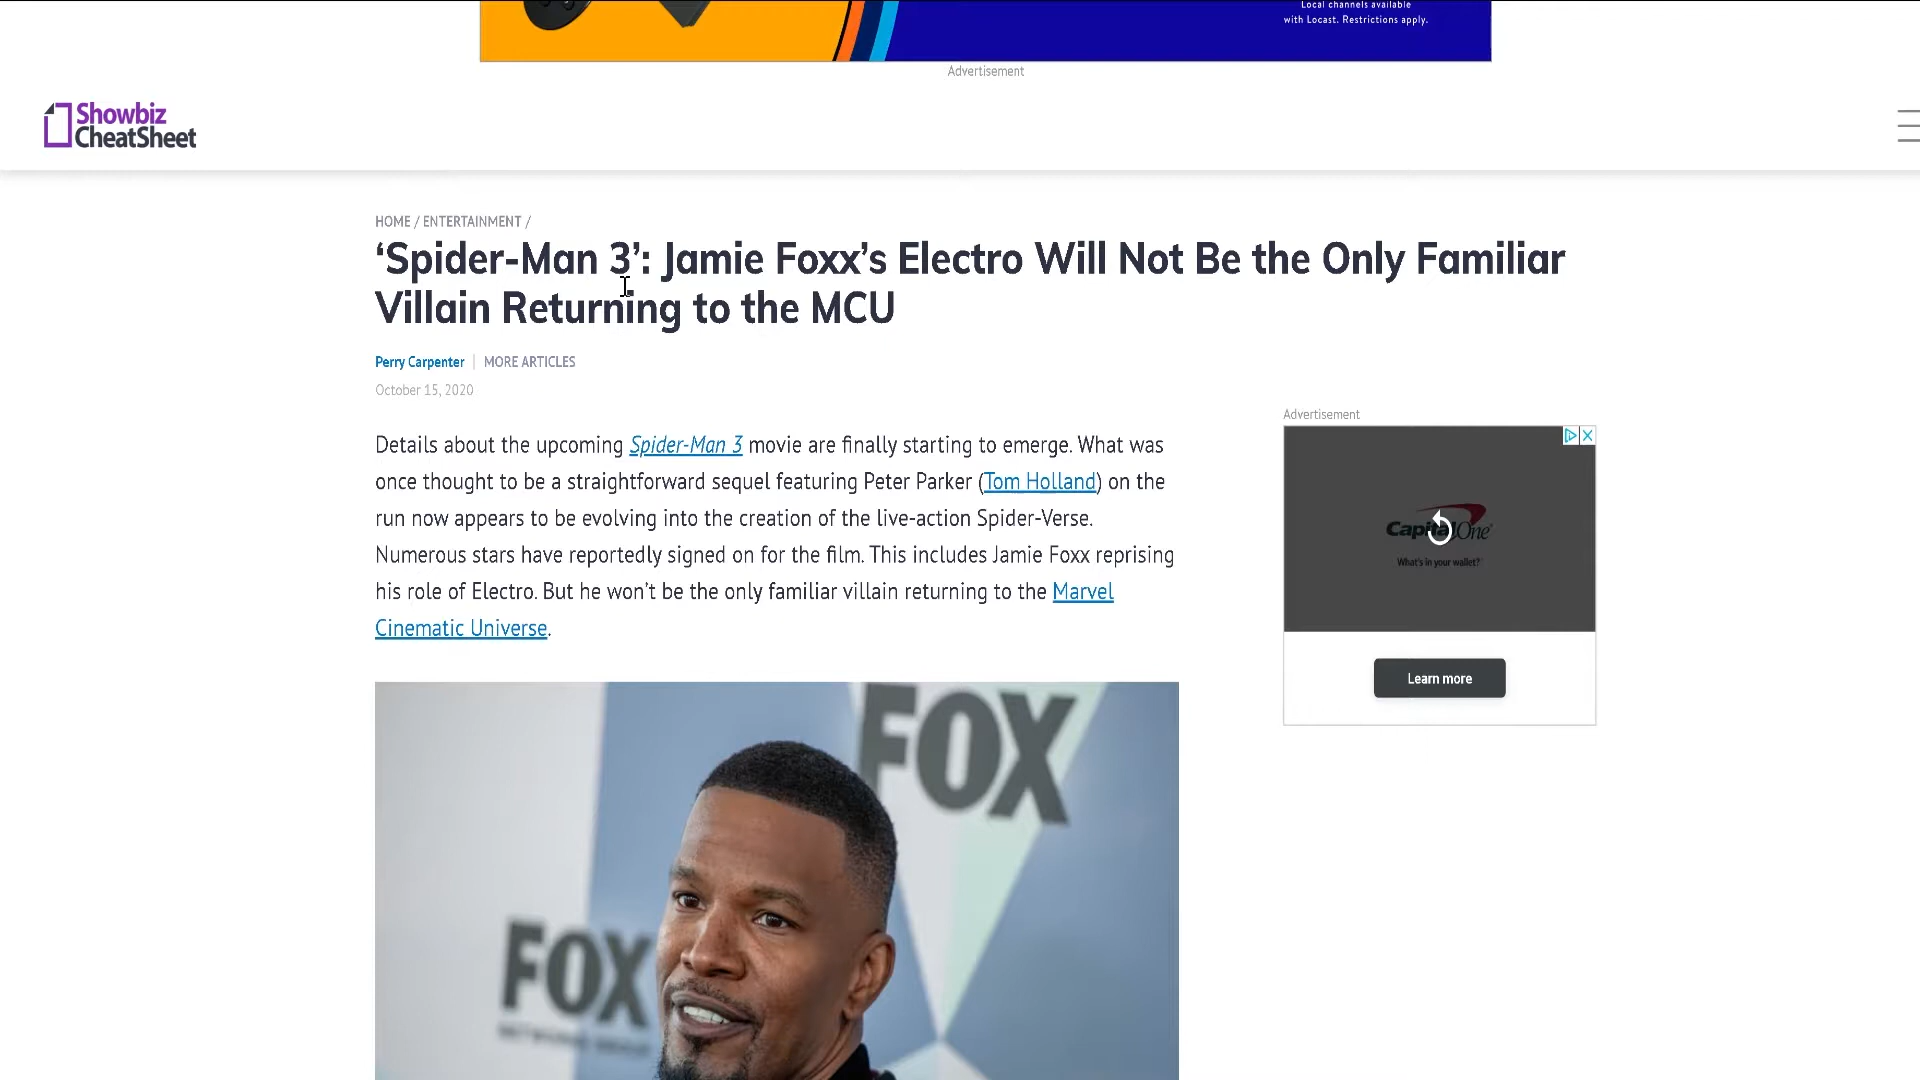 Local channels available
with Locast. Restrictions apply.
Advertisement
Showbiz
CheatSheet
HOME / ENTERTAINMENT /
‘Spider-Man 3’: Jamie Foxx’s Electro Will Not Be the Only Familiar
Villain Returning to the MCU
Perry Carpenter | MORE ARTICLES
October 15, 2020
Details about the upcoming Spider-Man 3 movie are finally starting to emerge. What was
once thought to be a straightforward sequel featuring Peter Parker (Tom Holland) on the
run now appears to be evolving into the creation of the live-action Spider-Verse.
Numerous stars have reportedly signed on for the film. This includes Jamie Foxx reprising
his role of Electro. But he won’t be the only familiar villain returning to the Marvel
Cinematic Universe.
Advertisement
Capital One
What's in your wallet?
Learn more
FOX
FOX
NETWORKS GROUP